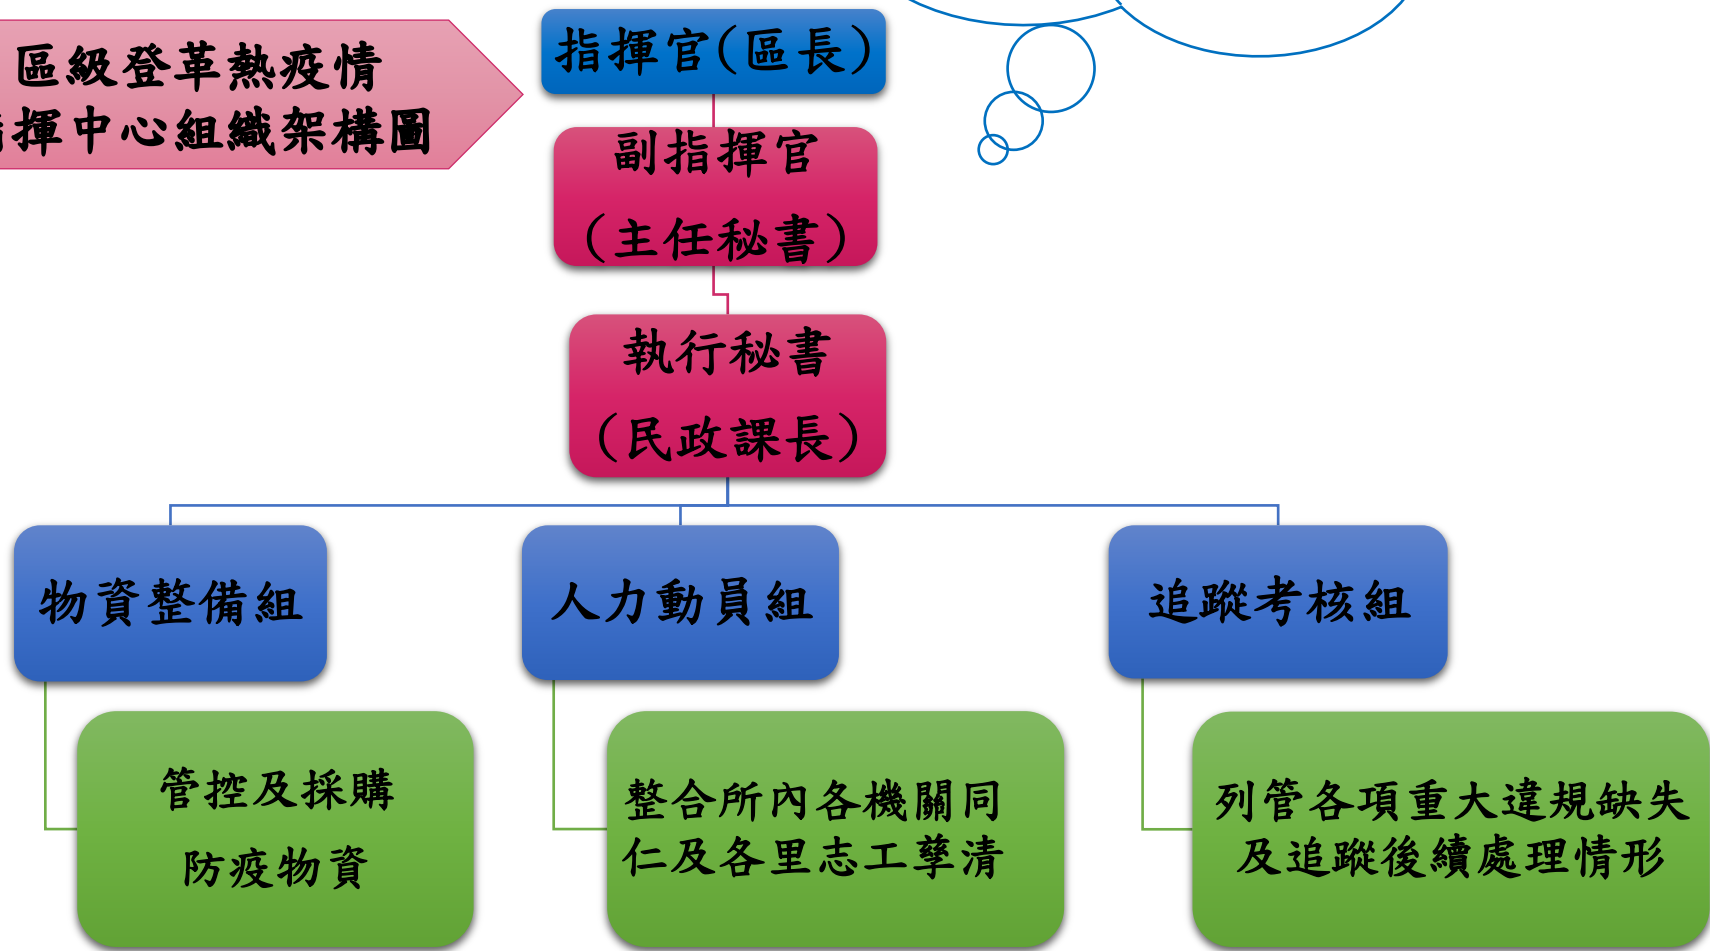 區級登革熱疫情
指揮中心組織架構圖
指揮官(區長)
副指揮官
(主任秘書)
執行秘書
(民政課長)
物資整備組
人力動員組
追蹤考核組
管控及採購
防疫物資
整合所內各機關同
仁及各里志工孳清
列管各項重大違規缺失
及追蹤後續處理情形